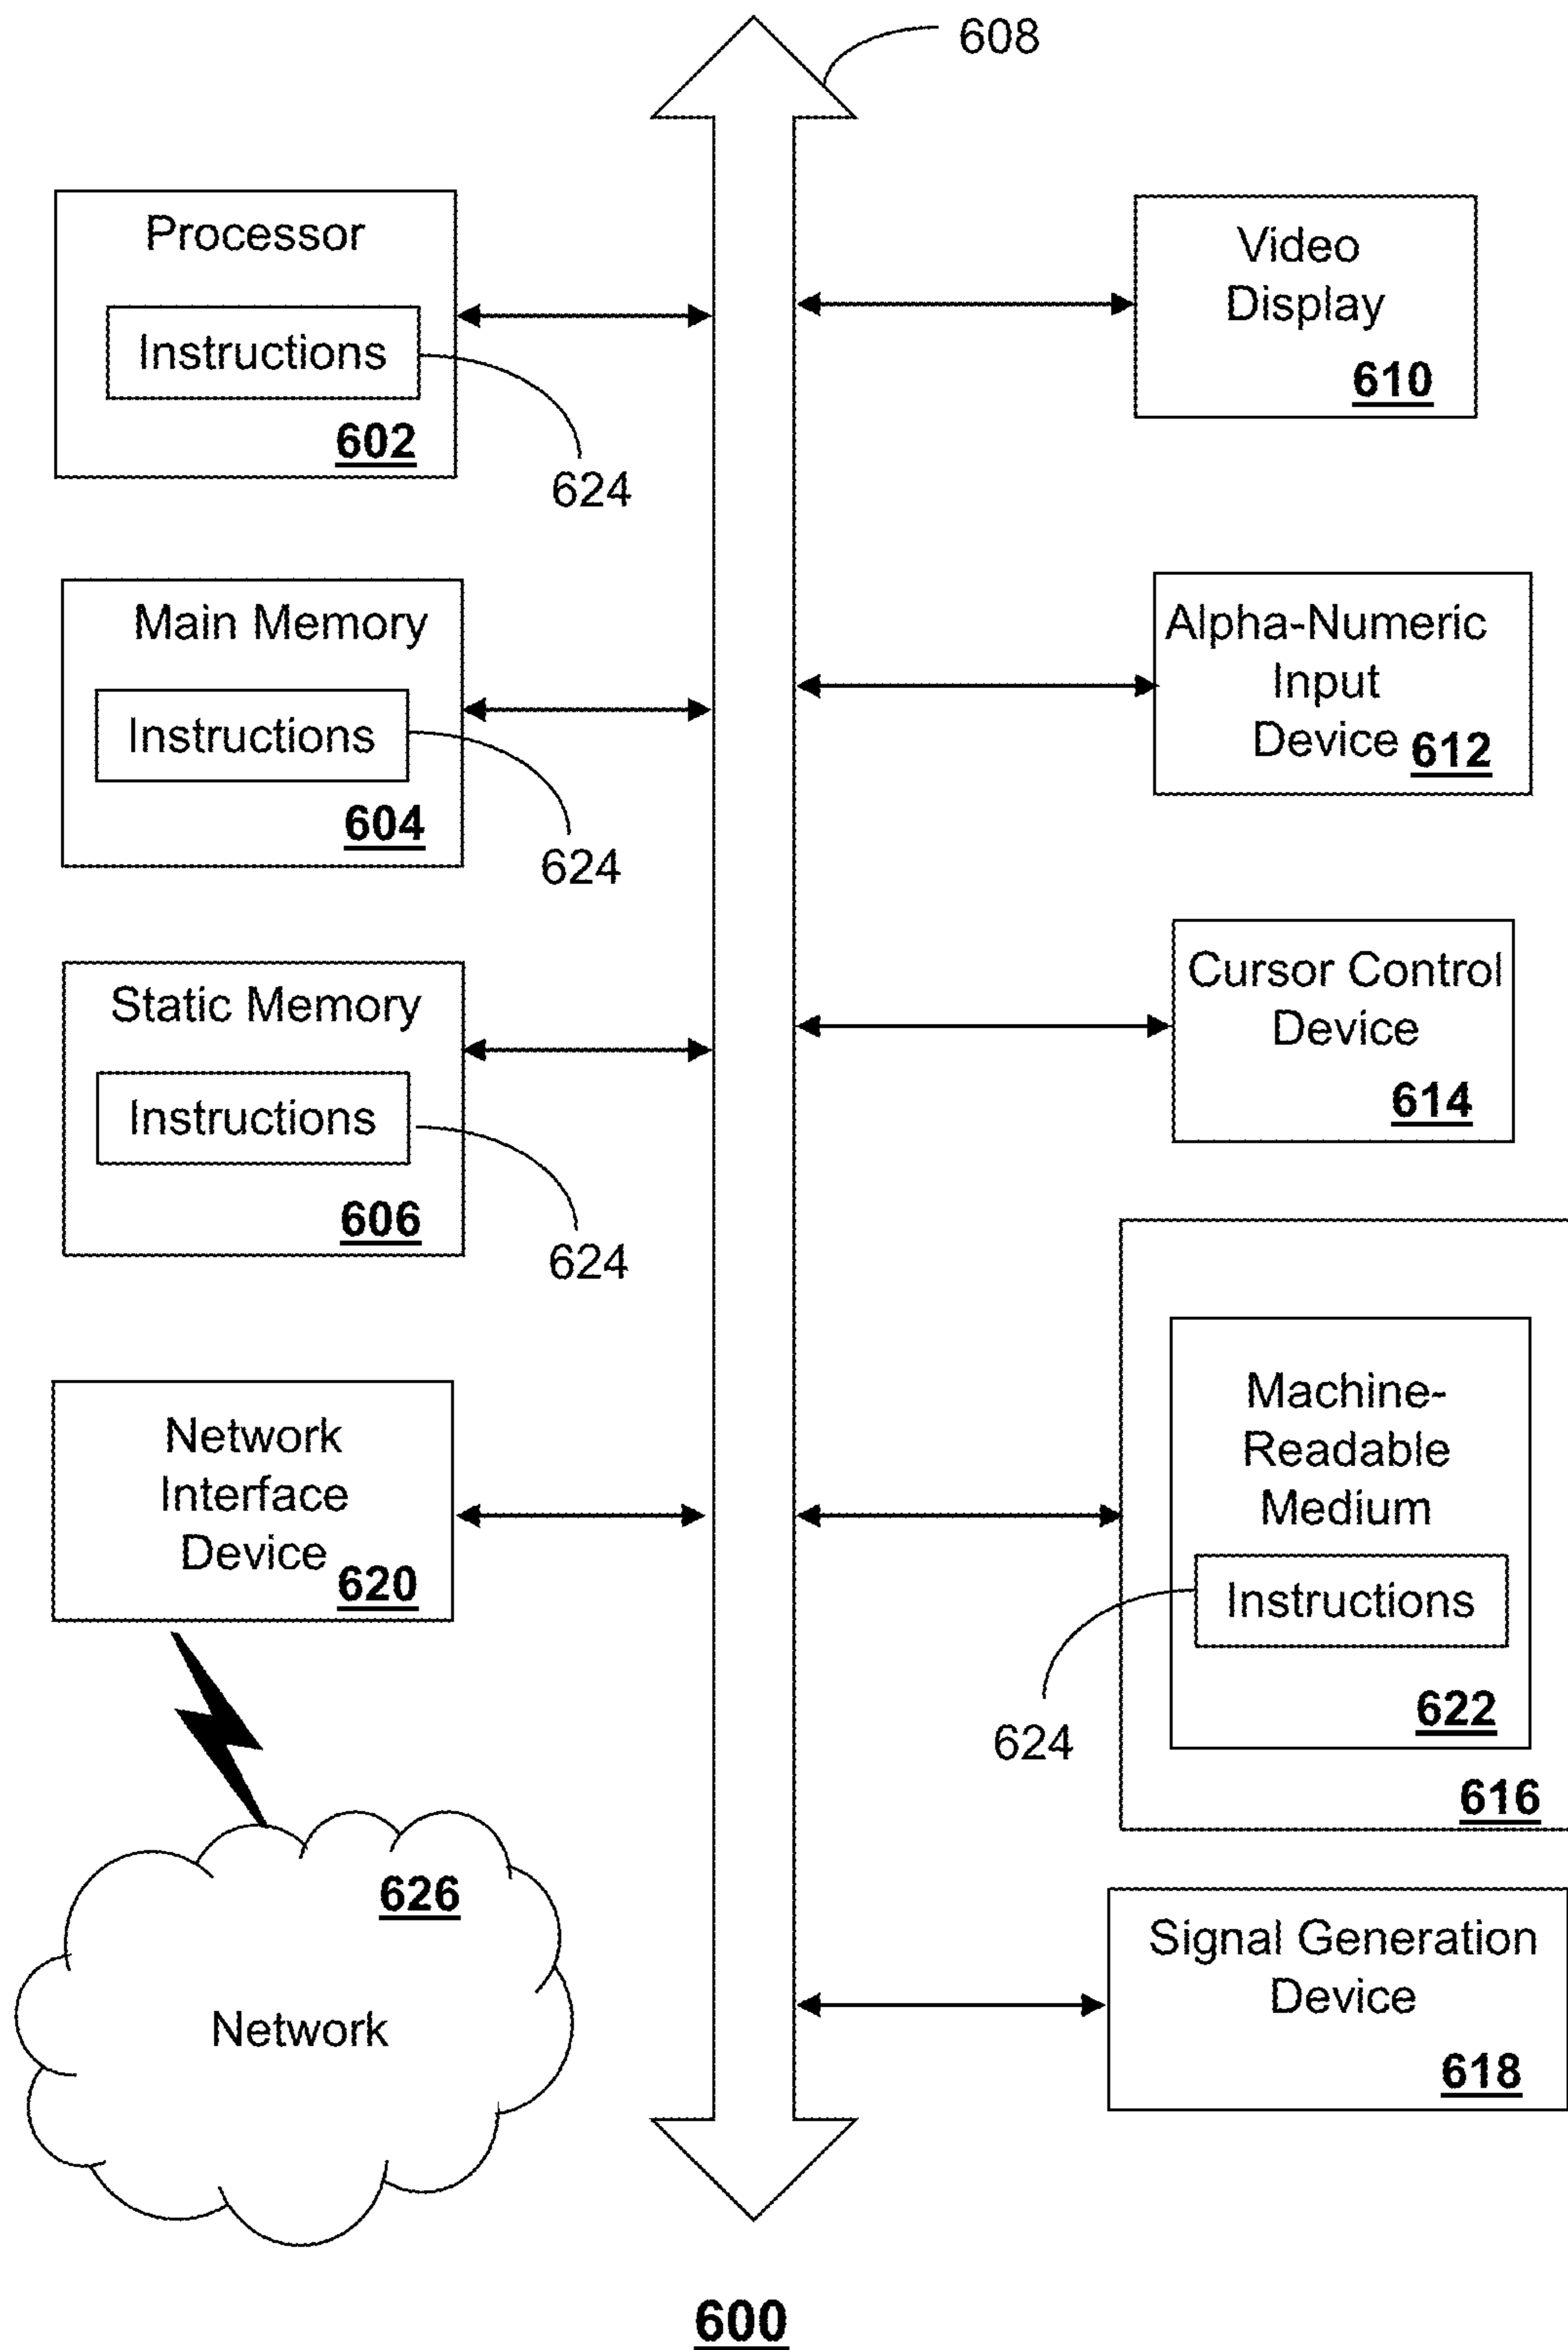 608
Processor
Instructions
602
624
Main Memory
Instructions
604
624
Static Memory
Instructions
606
624
Network
Interface
Device
620
626
Network
Video
Display
610
Alpha-Numeric
Input
Device 612
Cursor Control
Device
614
Machine-
Readable
Medium
Instructions
624
622
616
Signal Generation
Device
618
600